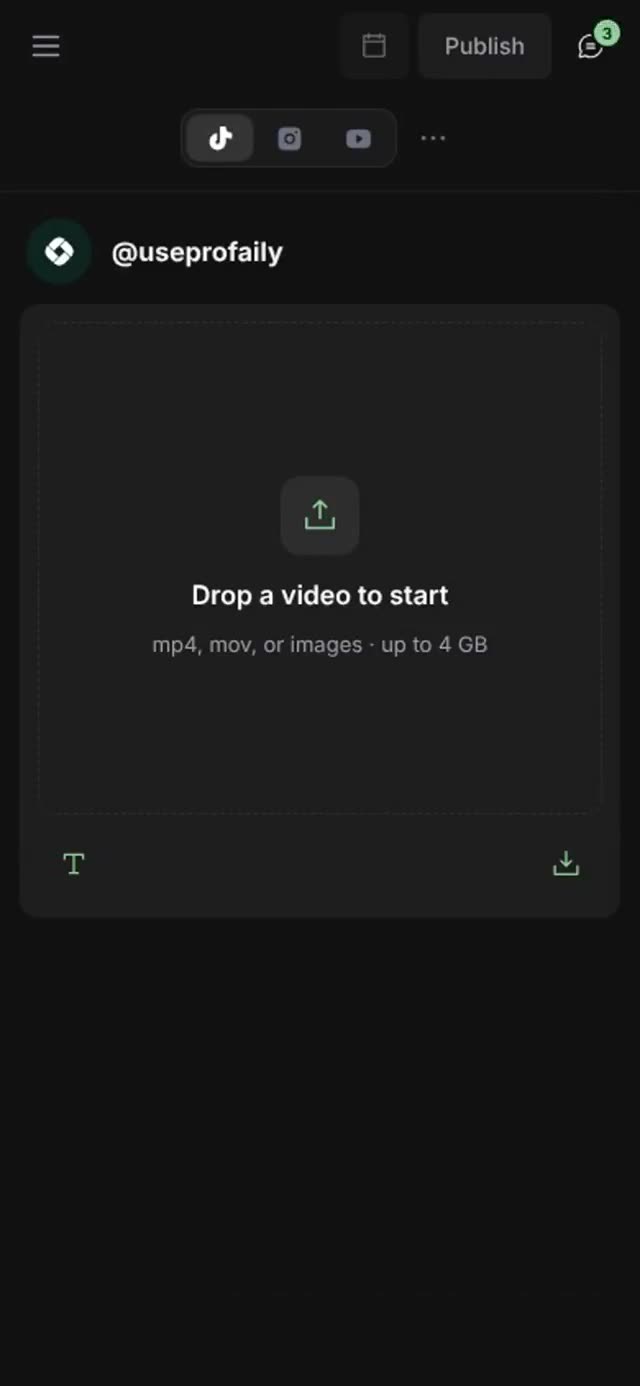 Publish
3
@useprofaily
Drop a video to start
mp4, mov, or images · up to 4 GB
T